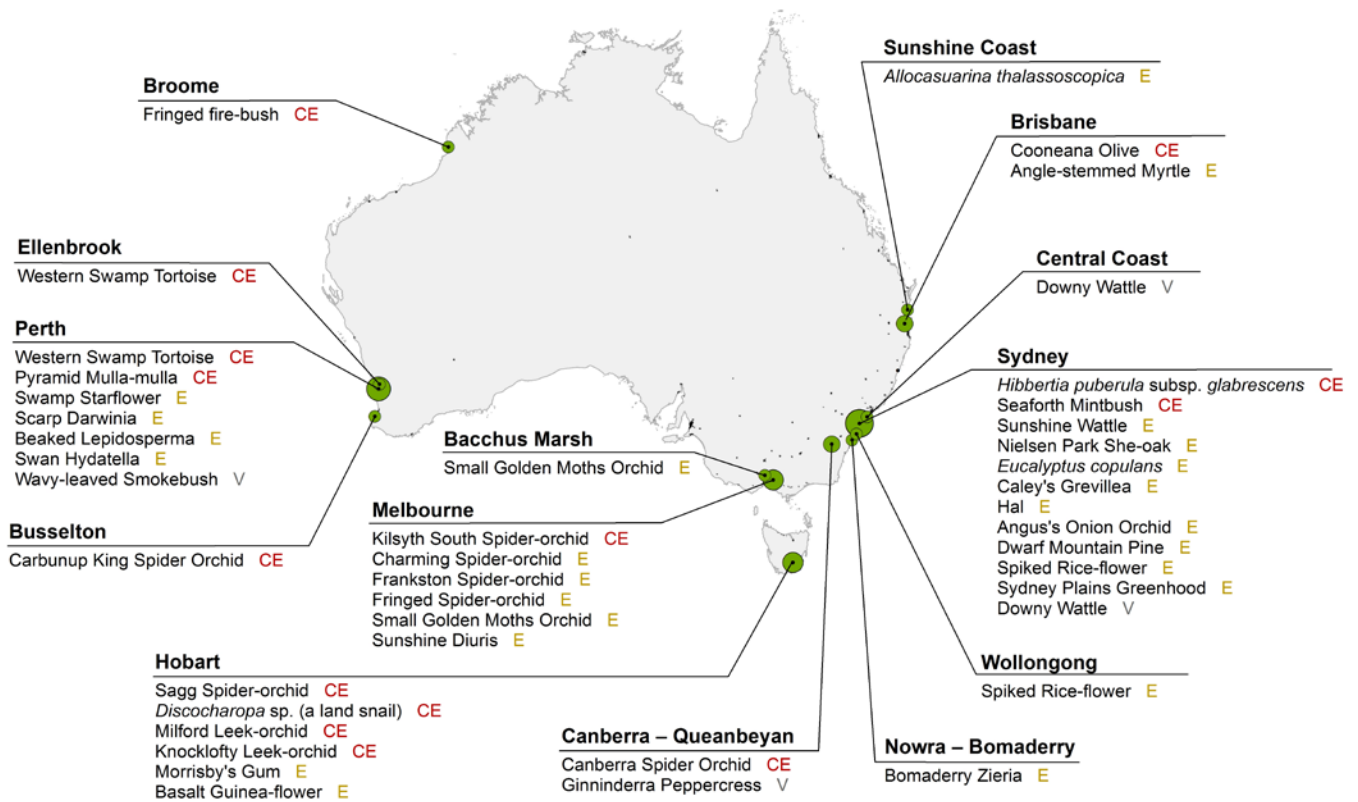 Broome
Fringed fire-bush CE
Sunshine Coast
Allocasuarina thalassoscopica E
Brisbane
Cooneana Olive CE
Angle-stemmed Myrtle E
Ellenbrook
Western Swamp Tortoise CE
Central Coast
Downy Wattle V
Perth
Western Swamp Tortoise CE
Pyramid Mulla-mulla CE
Swamp Starflower E
Scarp Darwinia E
Beaked Lepidosperma E
Swan Hydatella E
Wavy-leaved Smokebush V
Sydney
Hibbertia puberula subsp. glabrescens CE
Seaforth Mintbush CE
Sunshine Wattle E
Nielsen Park She-oak E
Eucalyptus copulans E
Caley's Grevillea E
Hal E
Angus's Onion Orchid E
Dwarf Mountain Pine E
Spiked Rice-flower E
Sydney Plains Greenhood E
Downy Wattle V
Bacchus Marsh
Small Golden Moths Orchid E
Busselton
Carbunup King Spider Orchid CE
Melbourne
Kilsyth South Spider-orchid CE
Charming Spider-orchid E
Frankston Spider-orchid E
Fringed Spider-orchid E
Small Golden Moths Orchid E
Sunshine Diuris E
Hobart
Sagg Spider-orchid CE
Discocharopa sp. (a land snail) CE
Milford Leek-orchid CE
Knocklofty Leek-orchid CE
Morrisby's Gum E
Basalt Guinea-flower E
Wollongong
Spiked Rice-flower E
Canberra – Queanbeyan
Canberra Spider Orchid CE
Ginninderra Peppercress V
Nowra – Bomaderry
Bomaderry Zieria E